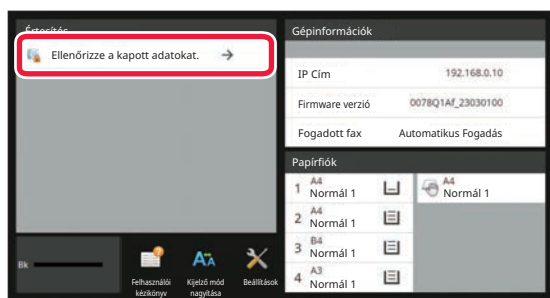 Értesítés
Ellenőrizze a kapott adatokat.
Gépinformációk
IP Cím 192.168.0.10
Firmware verzió 0078Q1Af_23030100
Fogadott fax Automatikus Fogadás
Papírfiók
1 A4
Normál 1
A4
Normál 1
2 A4
Normál 1
3 B4
Normál 1
4 A3
Normál 1
Bk
Felhasználói
kézikönyv
Kijelző mód
nagyítása
Beállítások